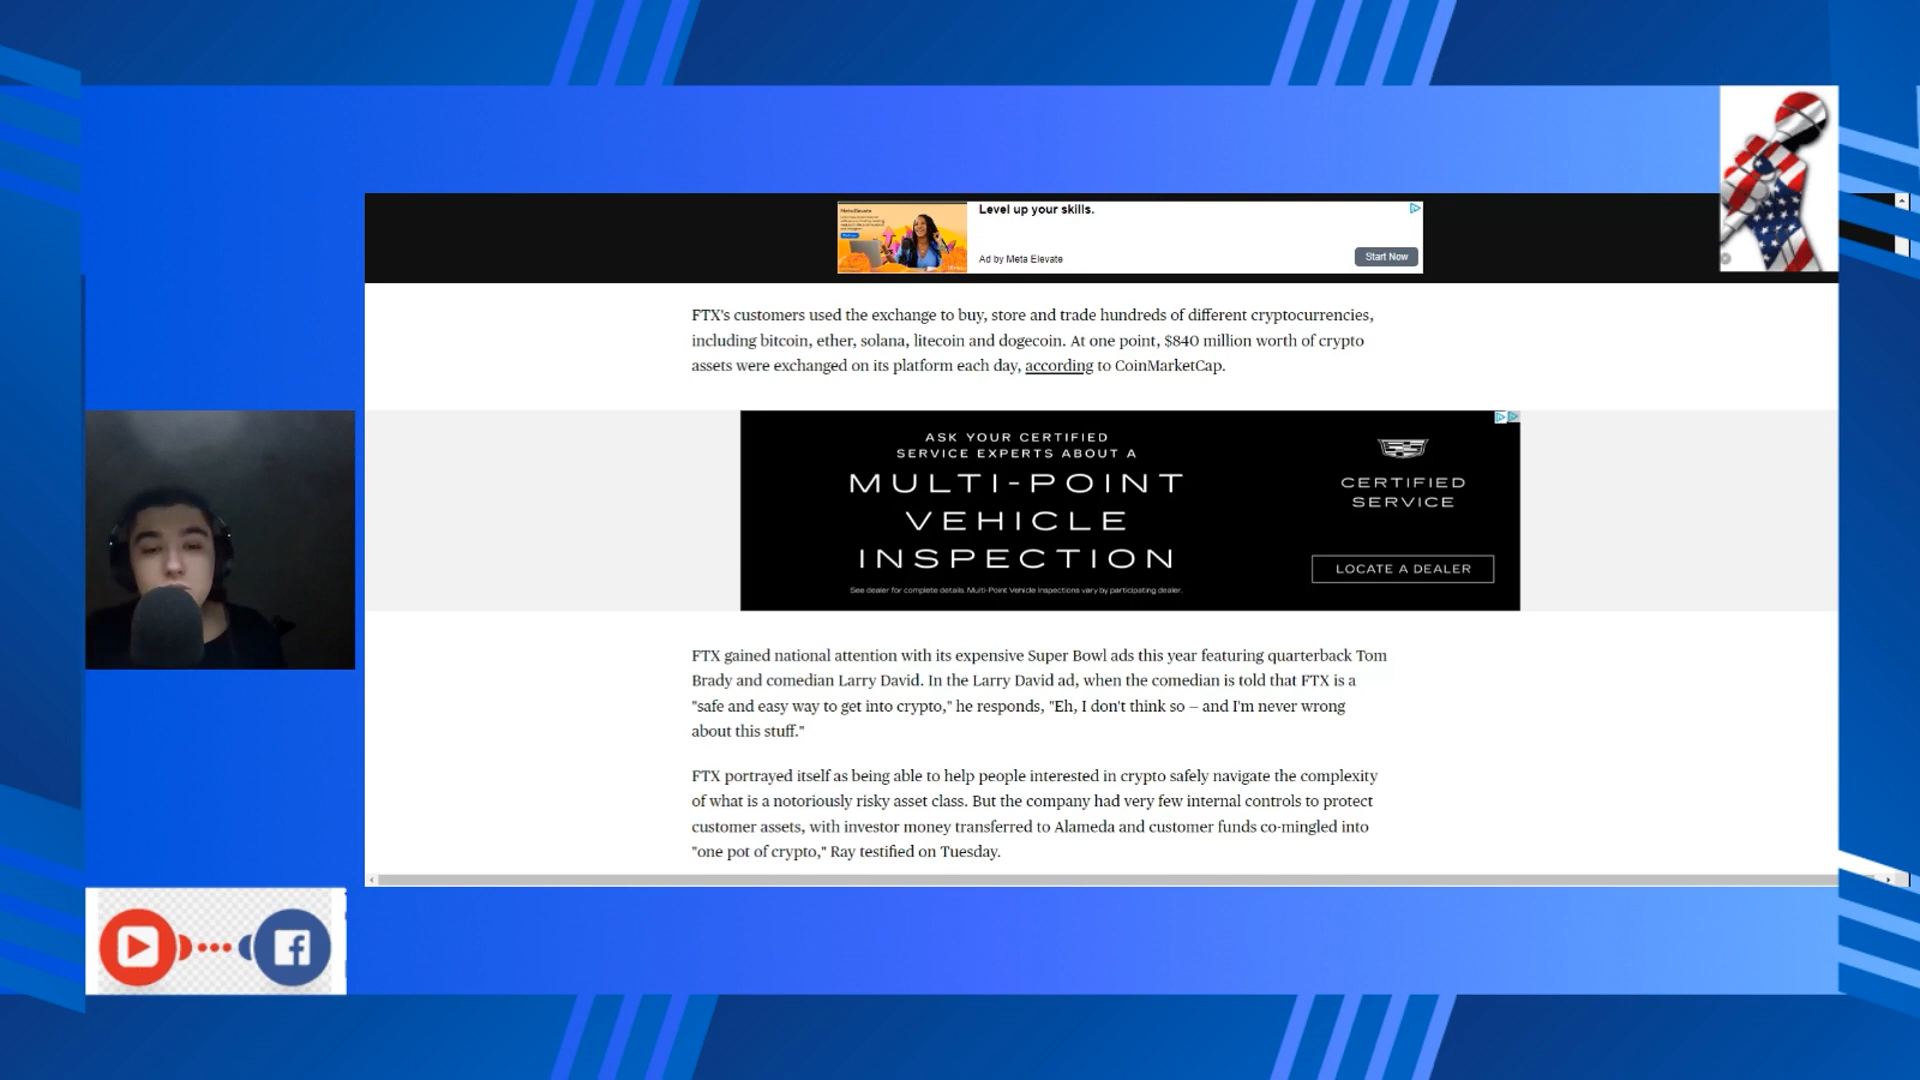 Level up your skills.
Ad by Meta Elevate
Start Now
FTX's customers used the exchange to buy, store and trade hundreds of different cryptocurrencies,
including bitcoin, ether, solana, litecoin and dogecoin. At one point, $840 million worth of crypto
assets were exchanged on its platform each day, according to CoinMarketCap.
ASK YOUR CERTIFIED
SERVICE EXPERTS ABOUT A
MULTI-POINT
VEHICLE
INSPECTION
See dealer for complete details. Multi-Point Vehicle Inspections vary by participating dealer.
CERTIFIED
SERVICE
LOCATE A DEALER
FTX gained national attention with its expensive Super Bowl ads this year featuring quarterback Tom
Brady and comedian Larry David. In the Larry David ad, when the comedian is told that FTX is a
"safe and easy way to get into crypto," he responds, "Eh, I don't think so – and I'm never wrong
about this stuff."
FTX portrayed itself as being able to help people interested in crypto safely navigate the complexity
of what is a notoriously risky asset class. But the company had very few internal controls to protect
customer assets, with investor money transferred to Alameda and customer funds co-mingled into
"one pot of crypto," Ray testified on Tuesday.